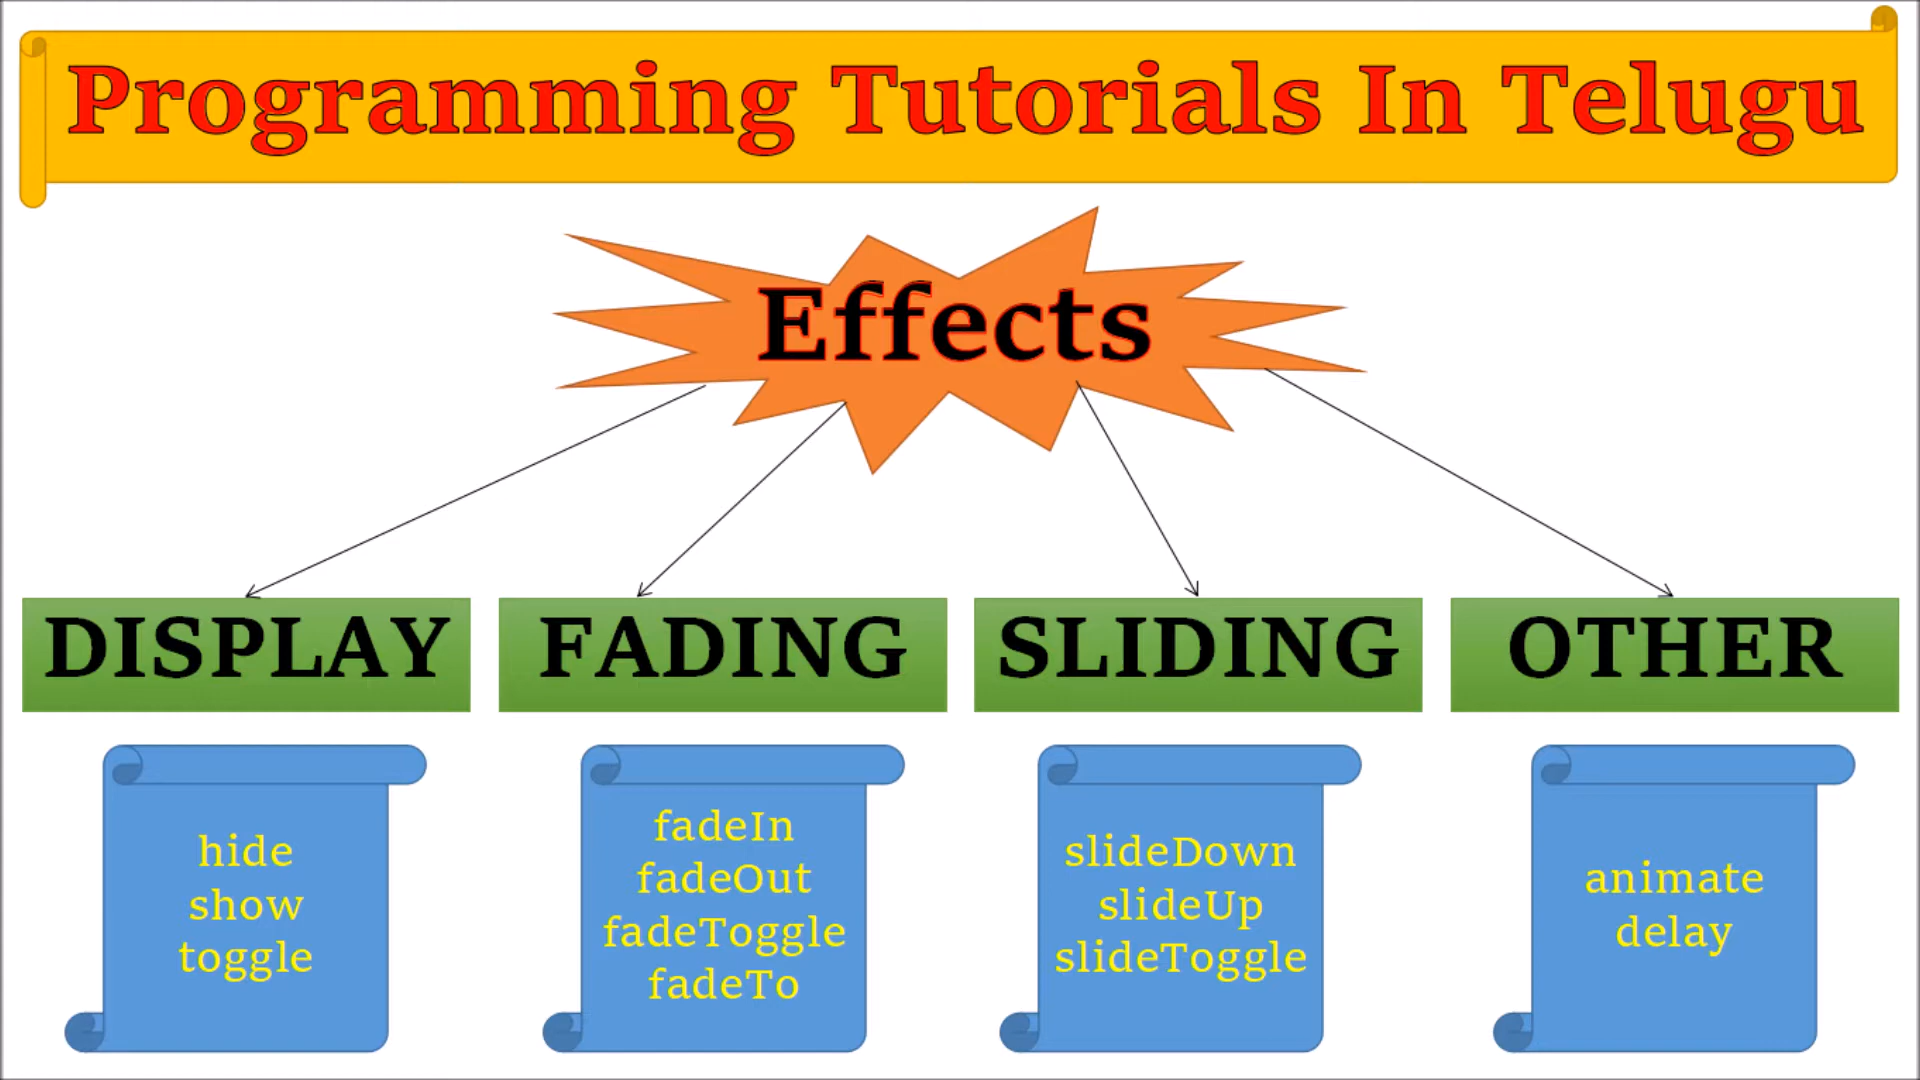 Programming Tutorials In Telugu
Effects
DISPLAY
FADING
SLIDING
OTHER
hide
show
toggle
fadeIn
fadeOut
fadeToggle
fadeTo
slideDown
slideUp
slideToggle
animate
delay